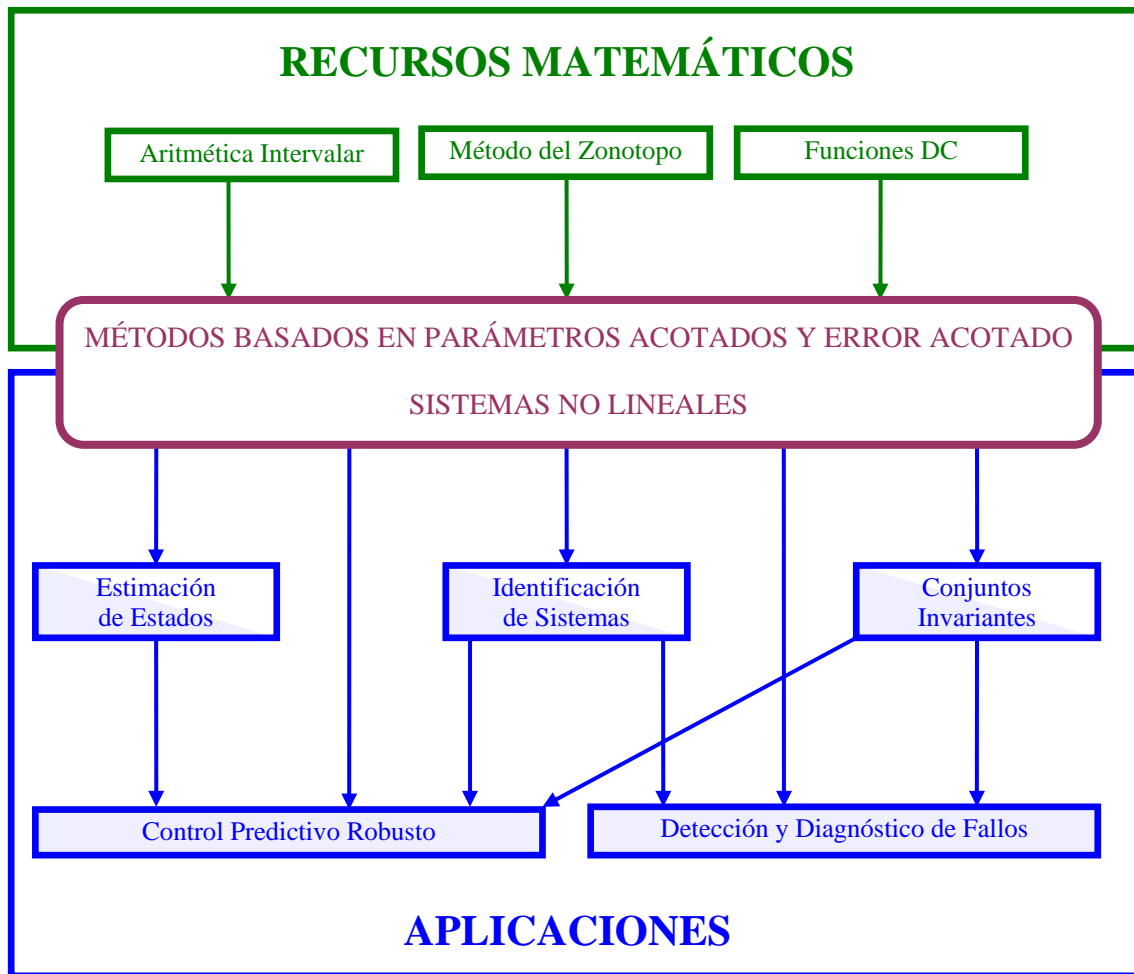 RECURSOS MATEMÁTICOS
Aritmética Intervalar
Método del Zonotopo
Funciones DC
MÉTODOS BASADOS EN PARÁMETROS ACOTADOS Y ERROR ACOTADO
SISTEMAS NO LINEALES
Estimación
de Estados
Identificación
de Sistemas
Conjuntos
Invariantes
Control Predictivo Robusto
Detección y Diagnóstico de Fallos
APLICACIONES